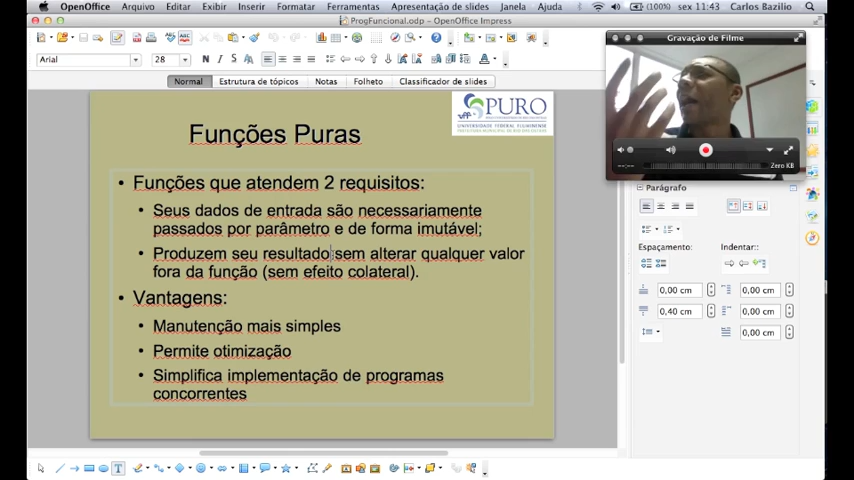 OpenOffice Arquivo Editar Exibir Inserir Formatar Ferramentas Apresentação de slides Janela Ajuda (100%) sex 11:43 Carlos Bazilio
ProgFuncional.odp - OpenOffice Impress
Gravação de Filme
Arial 28
Normal Estrutura de tópicos Notas Folheto Classificador de slides
PURO
uff
UNIVERSIDADE FEDERAL FLUMINENSE
Funções Puras
--:-- Zero KB
• Funções que atendem 2 requisitos:
• Seus dados de entrada são necessariamente
passados por parâmetro e de forma imutável;
• Produzem seu resultado sem alterar qualquer valor
fora da função (sem efeito colateral).
• Vantagens:
• Manutenção mais simples
• Permite otimização
• Simplifica implementação de programas
concorrentes
Parágrafo
Espaçamento: Indentar::
0,00 cm 0,00 cm
0,40 cm 0,00 cm
0,00 cm